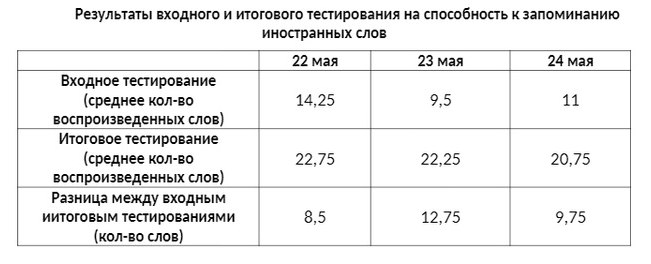 Результаты входного и итогового тестирования на способность к запоминанию
иностранных слов
22 мая 23 мая 24 мая
Входное тестирование
(среднее кол-во
воспроизведенных слов)
14,25 9,5 11
Итоговое тестирование
(среднее кол-во
воспроизведенных слов)
22,75 22,25 20,75
Разница между входным
иитоговым тестированиями
(кол-во слов)
8,5 12,75 9,75